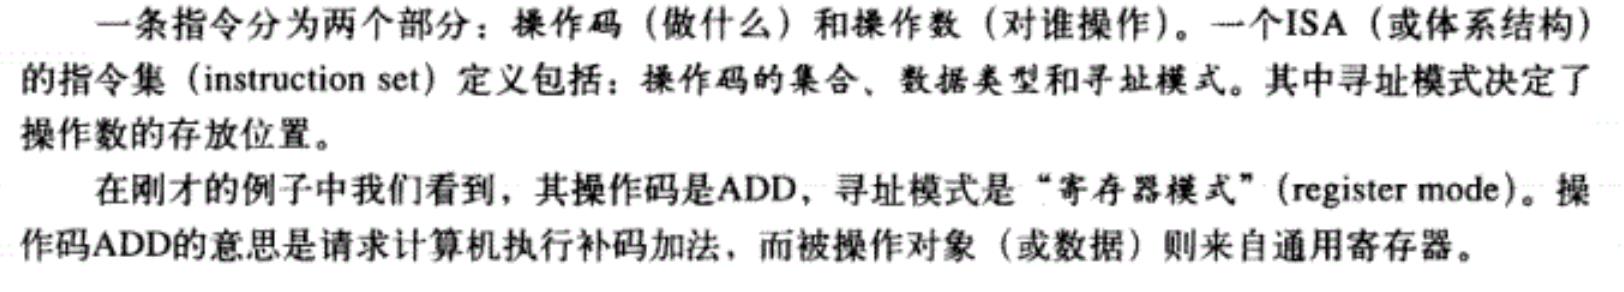 一条指令分为两个部分：操作码（做什么）和操作数（对谁操作）。一个ISA（或体系结构）
的指令集（instruction set）定义包括：操作码的集合、数据类型和寻址模式。其中寻址模式决定了
操作数的存放位置。
在刚才的例子中我们看到，其操作码是ADD，寻址模式是“寄存器模式”（register mode）。操
作码ADD的意思是请求计算机执行补码加法，而被操作对象（或数据）则来自通用寄存器。